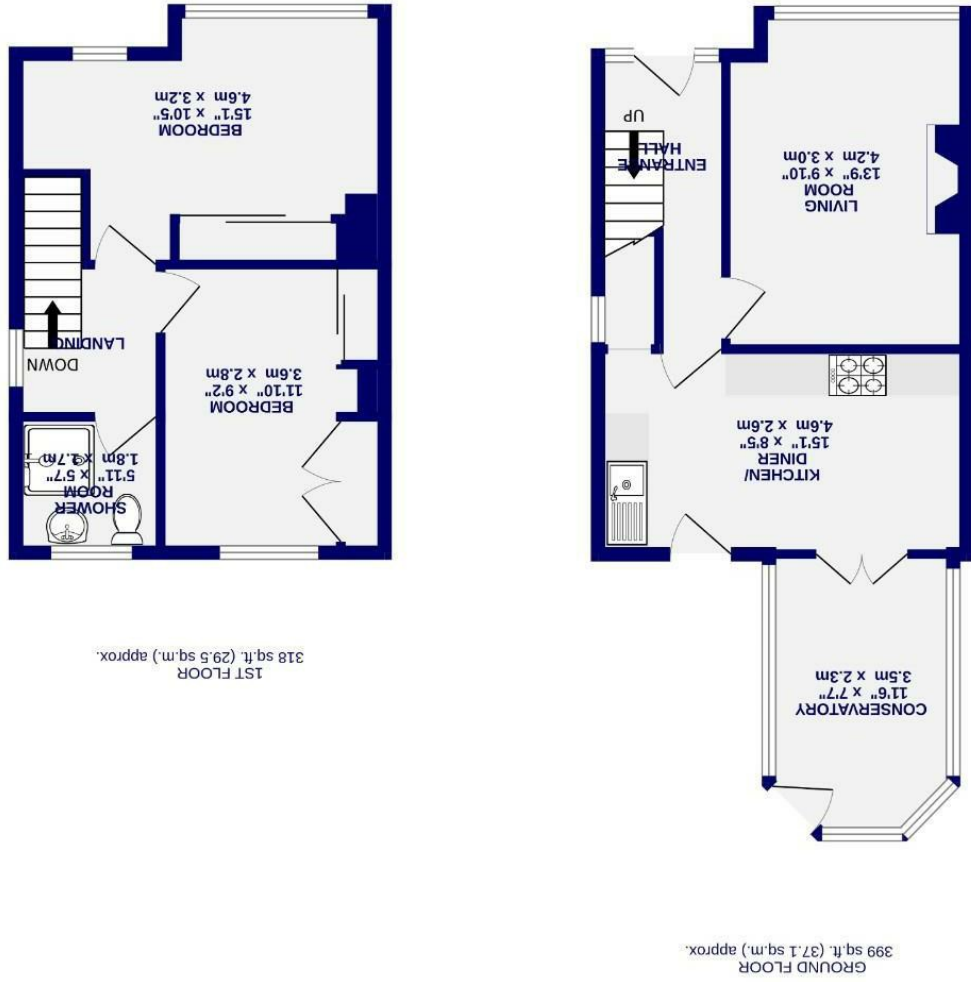 GROUND FLOOR
399 sq.ft. (37.1 sq.m.) approx.
CONSERVATORY
11'6" x 7'7"
3.5m x 2.3m
KITCHEN/
DINER
15'1" x 8'5"
4.6m x 2.6m
LIVING
ROOM
13'9" x 9'10"
4.2m x 3.0m
ENTRANCE
HALL
UP
1ST FLOOR
318 sq.ft. (29.5 sq.m.) approx.
SHOWER
ROOM
5'11" x 5'7"
1.8m x 1.7m
BEDROOM
11'10" x 9'2"
3.6m x 2.8m
DOWN
LANDING
BEDROOM
15'1" x 10'5"
4.6m x 3.2m